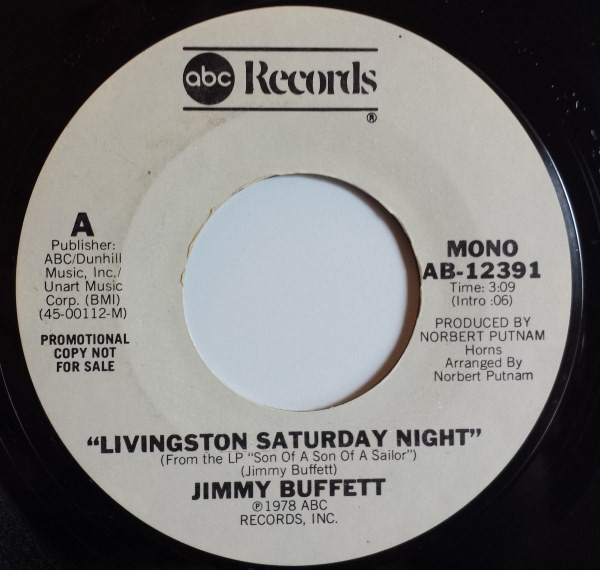 abc Records
®
A
Publisher:
ABC/Dunhill
Music, Inc./
Unart Music
Corp. (BMI)
(45-00112-M)
PROMOTIONAL
COPY NOT
FOR SALE
MONO
AB-12391
Time: 3:09
(Intro :06)
PRODUCED BY
NORBERT PUTNAM
Horns
Arranged By
Norbert Putnam
"LIVINGSTON SATURDAY NIGHT"
(From the LP "Son Of A Son Of A Sailor")
(Jimmy Buffett)
JIMMY BUFFETT
℗1978 ABC
RECORDS, INC.